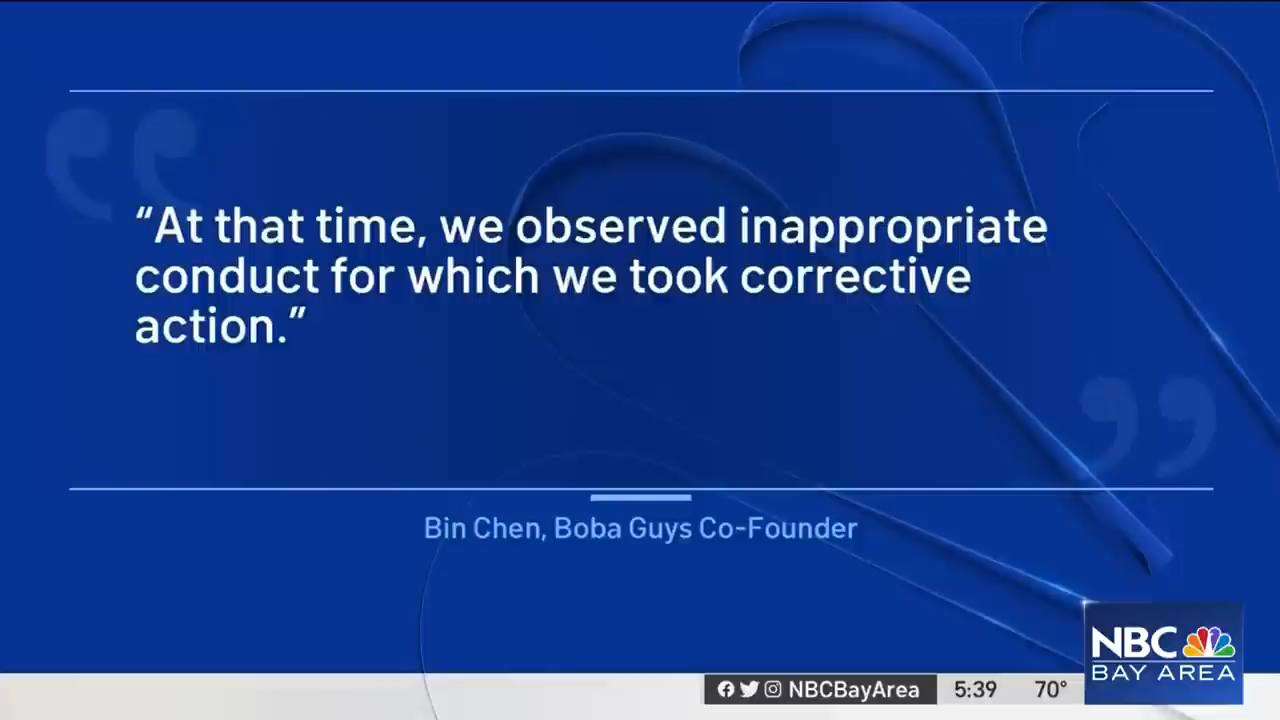 “At that time, we observed inappropriate
conduct for which we took corrective
action.”
Bin Chen, Boba Guys Co-Founder
NBCBayArea
5:39
70°
NBC
BAY AREA